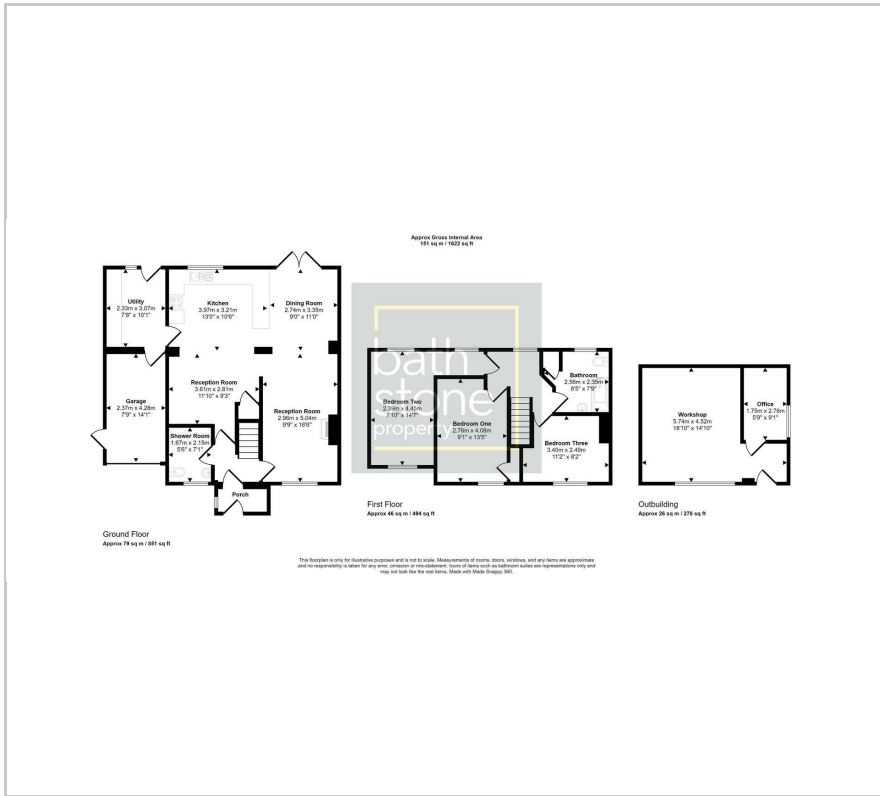 Approx Gross Internal Area
151 sq m / 1622 sq ft
Utility
2.33m x 3.07m
7'8" x 10'1"
Kitchen
3.97m x 3.21m
13'0" x 10'6"
Dining Room
2.74m x 3.35m
9'0" x 11'0"
Garage
2.37m x 4.28m
7'9" x 14'1"
Reception Room
3.61m x 2.81m
11'10" x 9'3"
Reception Room
2.96m x 5.04m
9'9" x 16'6"
Shower Room
1.67m x 2.15m
5'6" x 7'1"
Porch
Ground Floor
Approx 79 sq m / 851 sq ft
bath
stone
property
Bedroom Two
2.39m x 4.45m
7'10" x 14'7"
Bedroom One
2.76m x 4.08m
9'1" x 13'5"
Bathroom
2.56m x 2.35m
8'5" x 7'9"
Bedroom Three
3.40m x 2.49m
11'2" x 8'2"
First Floor
Approx 46 sq m / 494 sq ft
Workshop
5.74m x 4.52m
18'10" x 14'10"
Office
1.75m x 2.76m
5'9" x 9'1"
Outbuilding
Approx 26 sq m / 278 sq ft
This floorplan is only for illustrative purposes and is not to scale. Measurements of rooms, doors, windows, and any items are approximate
and no responsibility is taken for any error, omission or mis-statement. Icons of items such as bathroom suites are representations only and
may not look like the real items. Made with Made Snappy 360.